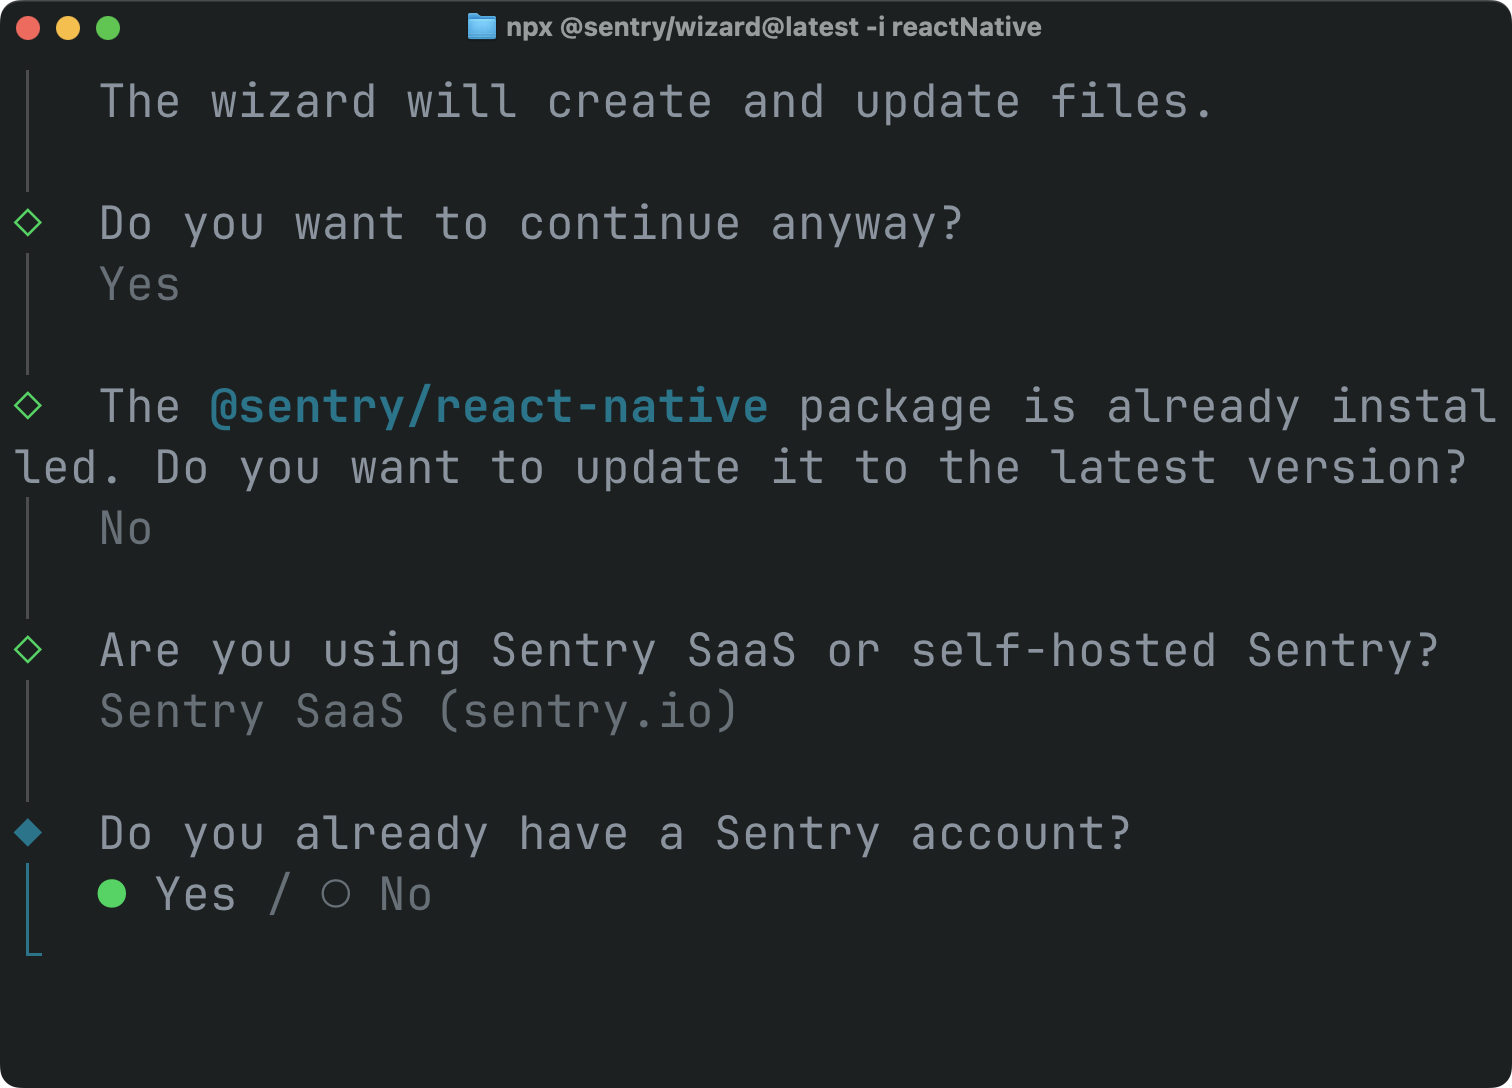 npx @sentry/wizard@latest -i reactNative
The wizard will create and update files.
Do you want to continue anyway?
Yes
The @sentry/react-native package is already instal
led. Do you want to update it to the latest version?
No
Are you using Sentry SaaS or self-hosted Sentry?
Sentry SaaS (sentry.io)
Do you already have a Sentry account?
Yes / No